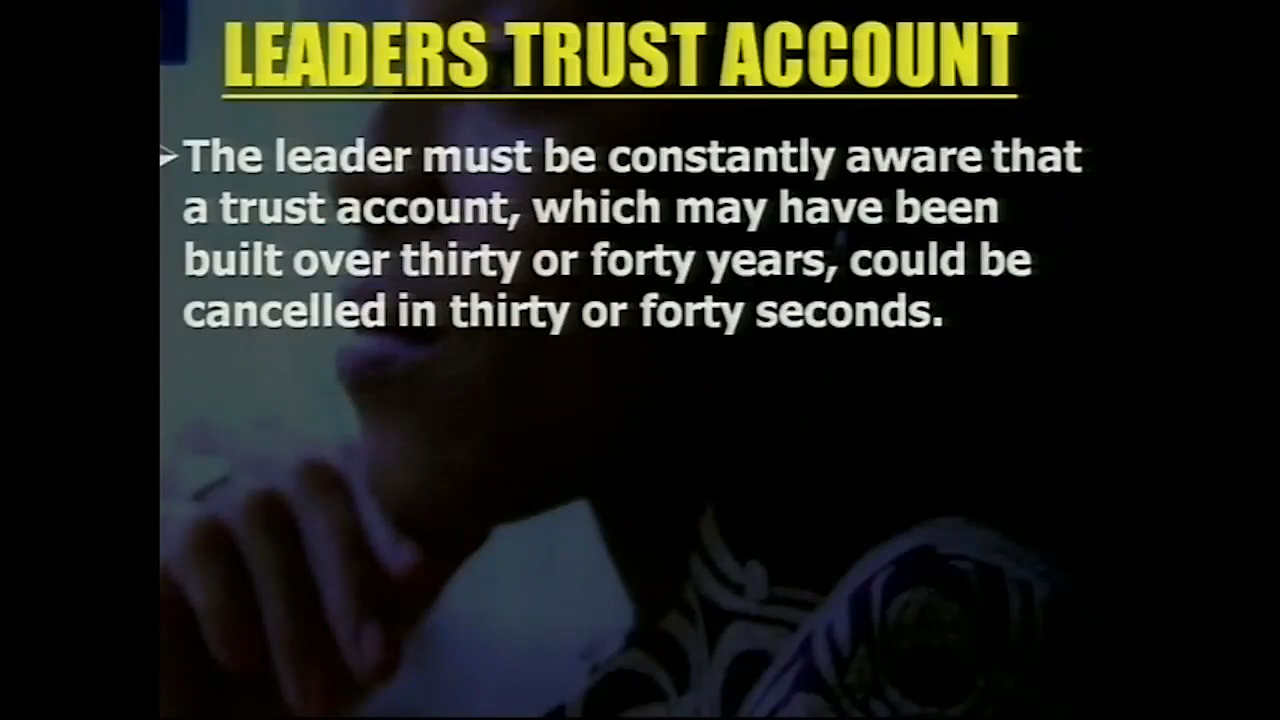 LEADERS TRUST ACCOUNT
The leader must be constantly aware that
a trust account, which may have been
built over thirty or forty years, could be
cancelled in thirty or forty seconds.